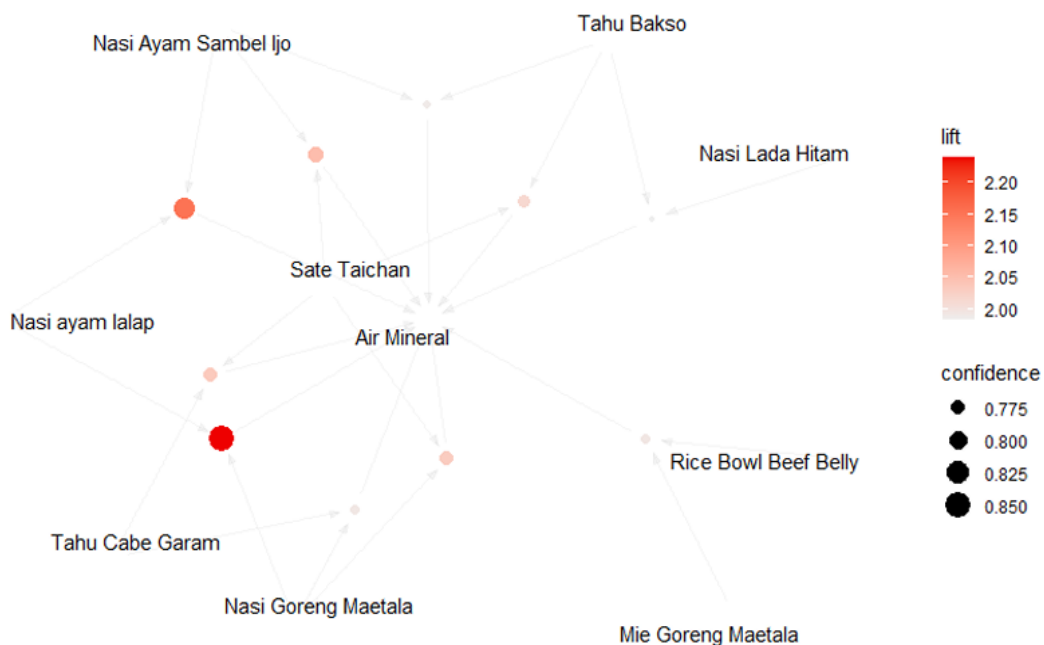 Tahu Bakso
Nasi Ayam Sambel Ijo
Nasi Lada Hitam
Sate Taichan
Nasi ayam lalap
Air Mineral
Rice Bowl Beef Belly
Tahu Cabe Garam
Nasi Goreng Maetala
Mie Goreng Maetala
lift
2.20
2.15
2.10
2.05
2.00
confidence
0.775
0.800
0.825
0.850